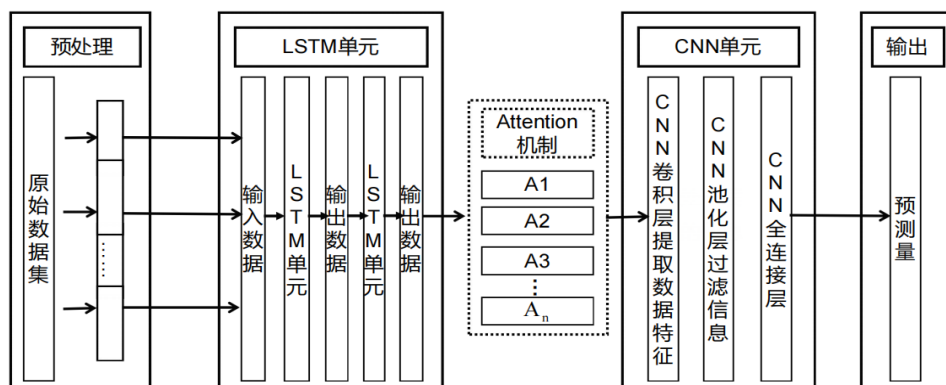 预处理
原始数据集
......
LSTM单元
输入数据
LSTM单元
输出数据
LSTM单元
输出数据
Attention
机制
A1
A2
A3
⋮
An
CNN单元
CNN卷积层提取数据特征
CNN池化层过滤信息
CNN全连接层
输出
预测量